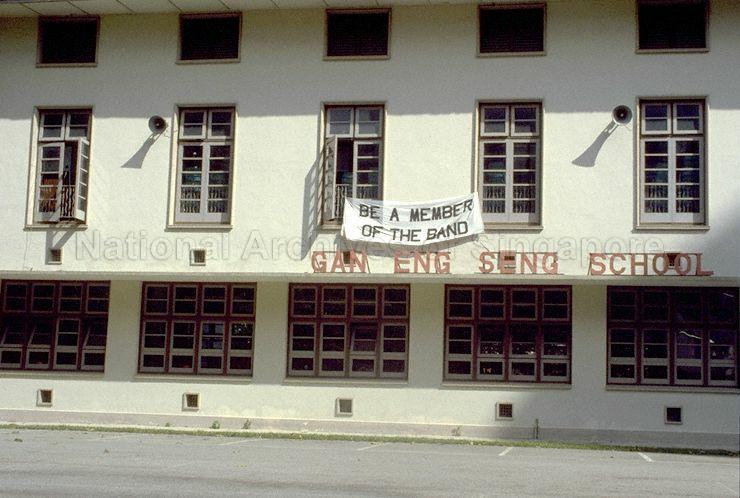 BE A MEMBER
OF THE BAND
National Archives of Singapore
GAN ENG SENG SCHOOL